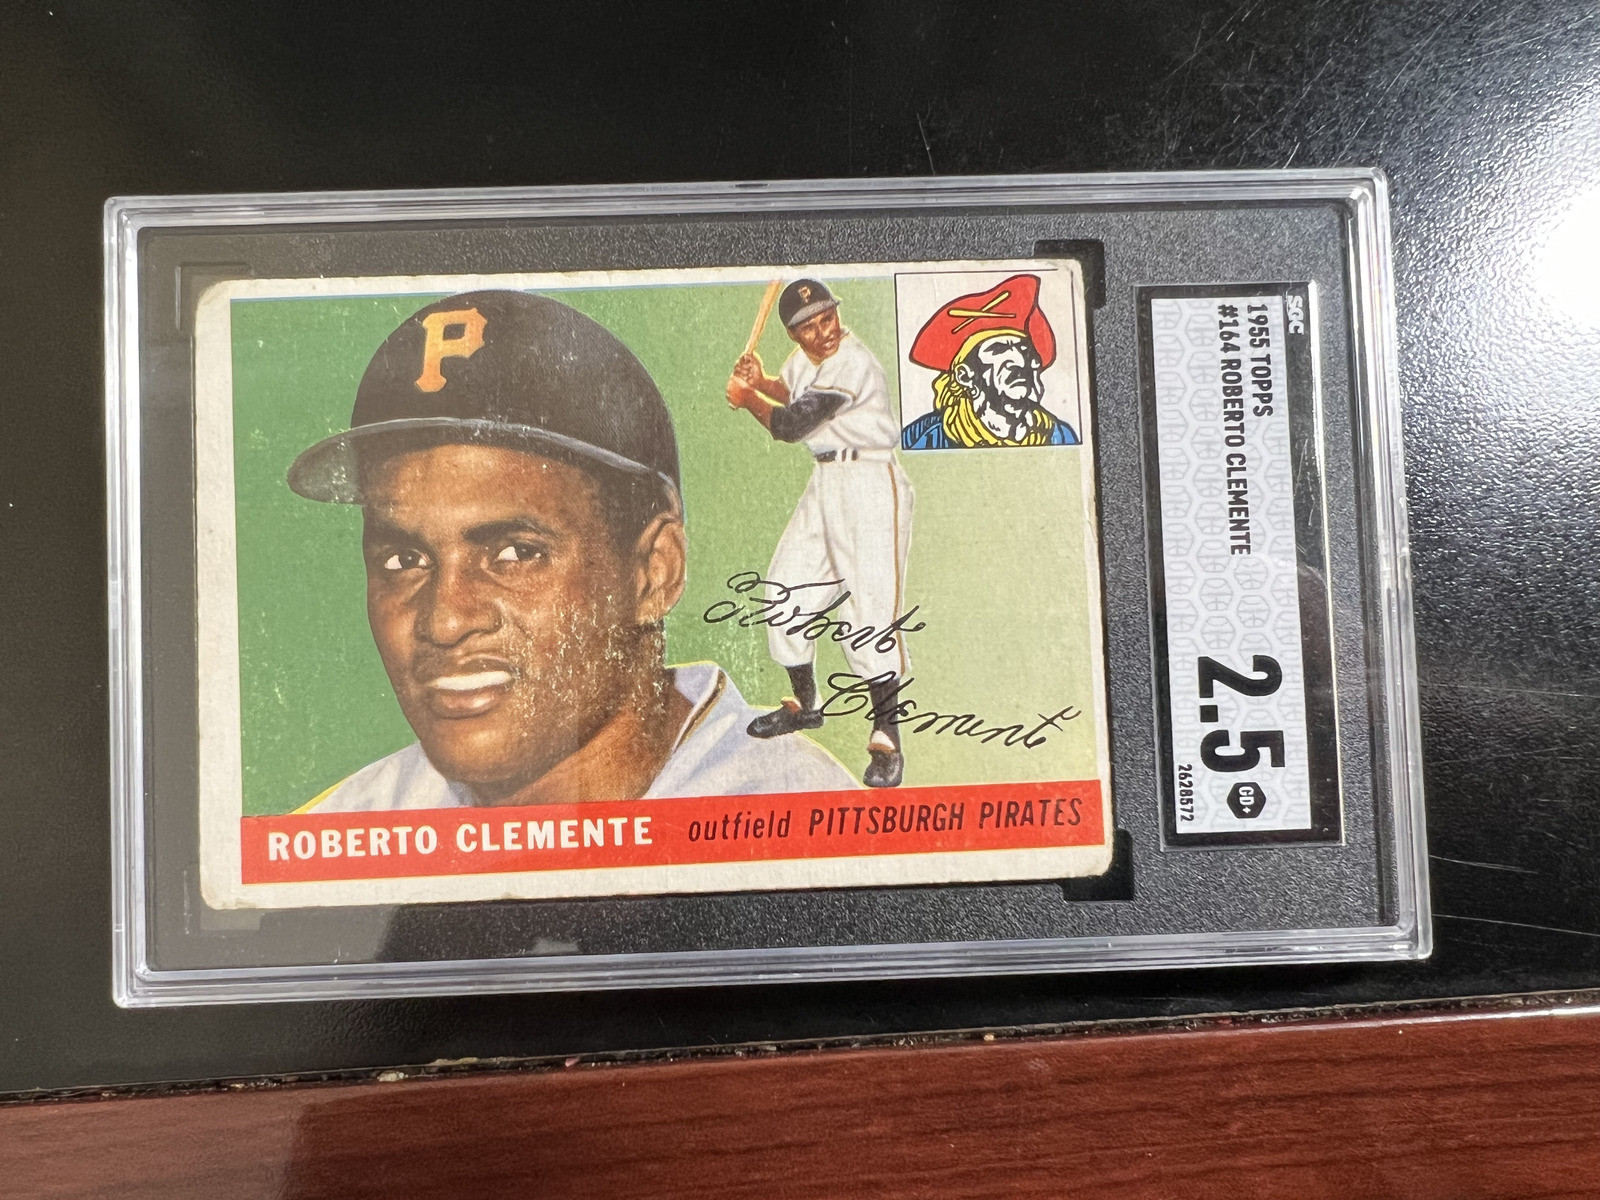 P
P
Roberto
Clemente
ROBERTO CLEMENTE outfield PITTSBURGH PIRATES
SGC
1955 TOPPS
#164 ROBERTO CLEMENTE
2.5
GD+
2628572